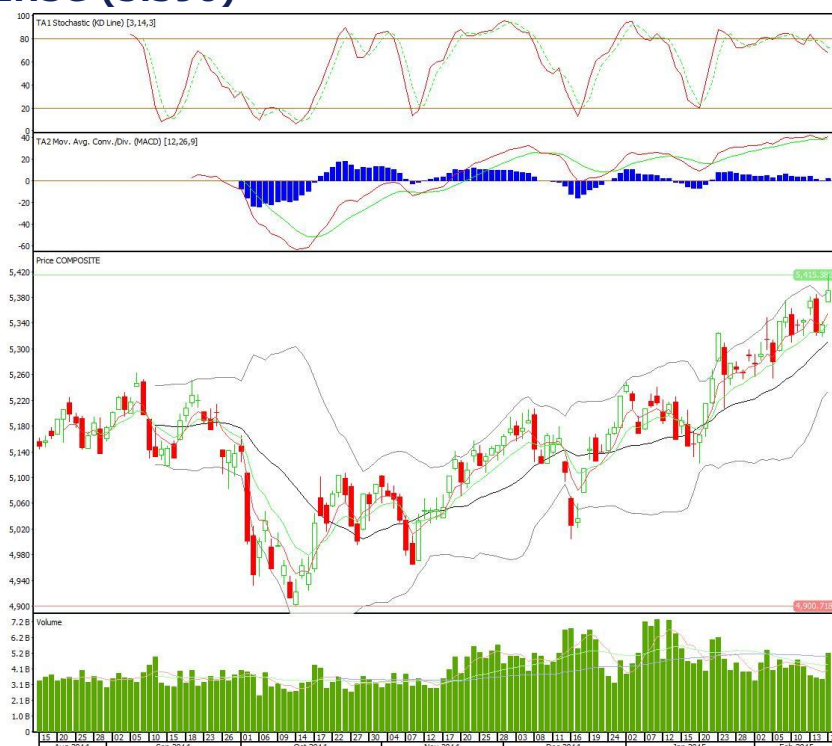 TA1 Stochastic (KD Line) [3,14,3]
100
80
60
40
20
0
TA2 Mov. Avg. Conv./Div. (MACD) [12,26,9]
40
20
0
-20
-40
-60
Price COMPOSITE
5,420
5,380
5,340
5,300
5,260
5,220
5,180
5,140
5,100
5,060
5,020
4,980
4,940
4,900
4,900.718
Volume
7.2 B
6.2 B
5.1 B
4.1 B
3.1 B
1.0 B
0
15 20 25 28 02 05 10 15 18 23 26 01 06 09 14 17 22 27 30 04 07 12 17 20 25 28 03 08 11 16 19 24 02 07 12 15 20 23 28 02 05 10 13